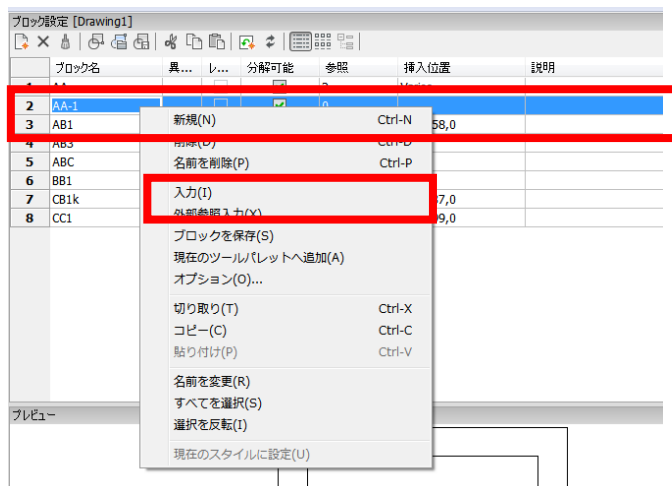 ブロック設定 [Drawing1]
ブロック名 異... レ... 分解可能 参照 挿入位置 説明
2 AA-1 0
3 AB1 58,0
4 AB3
5 ABC
6 BB1
7 CB1k 37,0
8 CC1 09,0
新規(N) Ctrl-N
削除(D) Ctrl-D
名前を削除(P) Ctrl-P
入力(I)
外部参照入力(X)
ブロックを保存(S)
現在のツールパレットへ追加(A)
オプション(O)...
切り取り(T) Ctrl-X
コピー(C) Ctrl-C
貼り付け(P) Ctrl-V
名前を変更(R)
すべてを選択(S)
選択を反転(I)
現在のスタイルに設定(U)
プレビュー